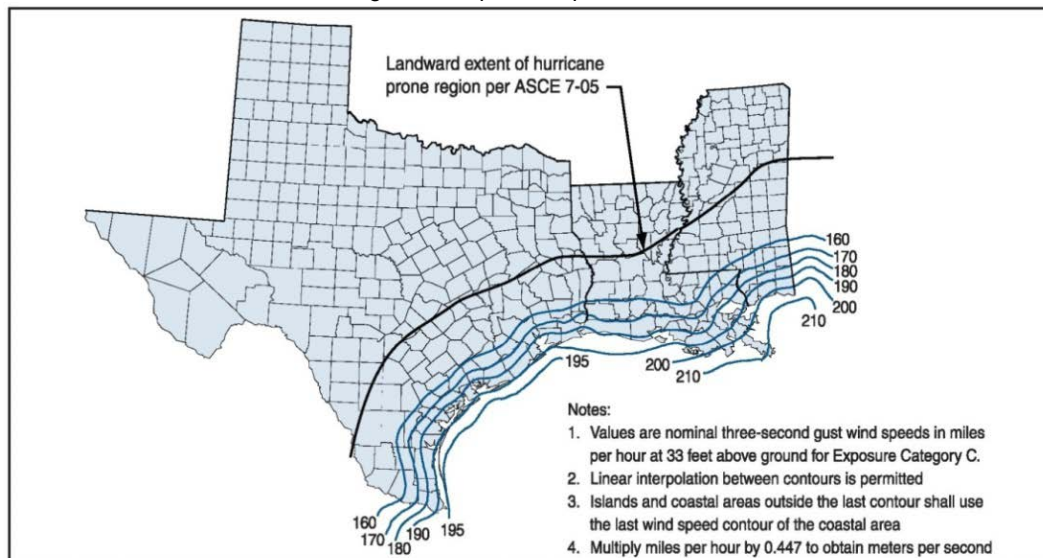 Landward extent of hurricane
prone region per ASCE 7-05
160
170
180
190
200
210
195
200
210
160
170
180
190
195
Notes:
1. Values are nominal three-second gust wind speeds in miles
per hour at 33 feet above ground for Exposure Category C.
2. Linear interpolation between contours is permitted
3. Islands and coastal areas outside the last contour shall use
the last wind speed contour of the coastal area
4. Multiply miles per hour by 0.447 to obtain meters per second